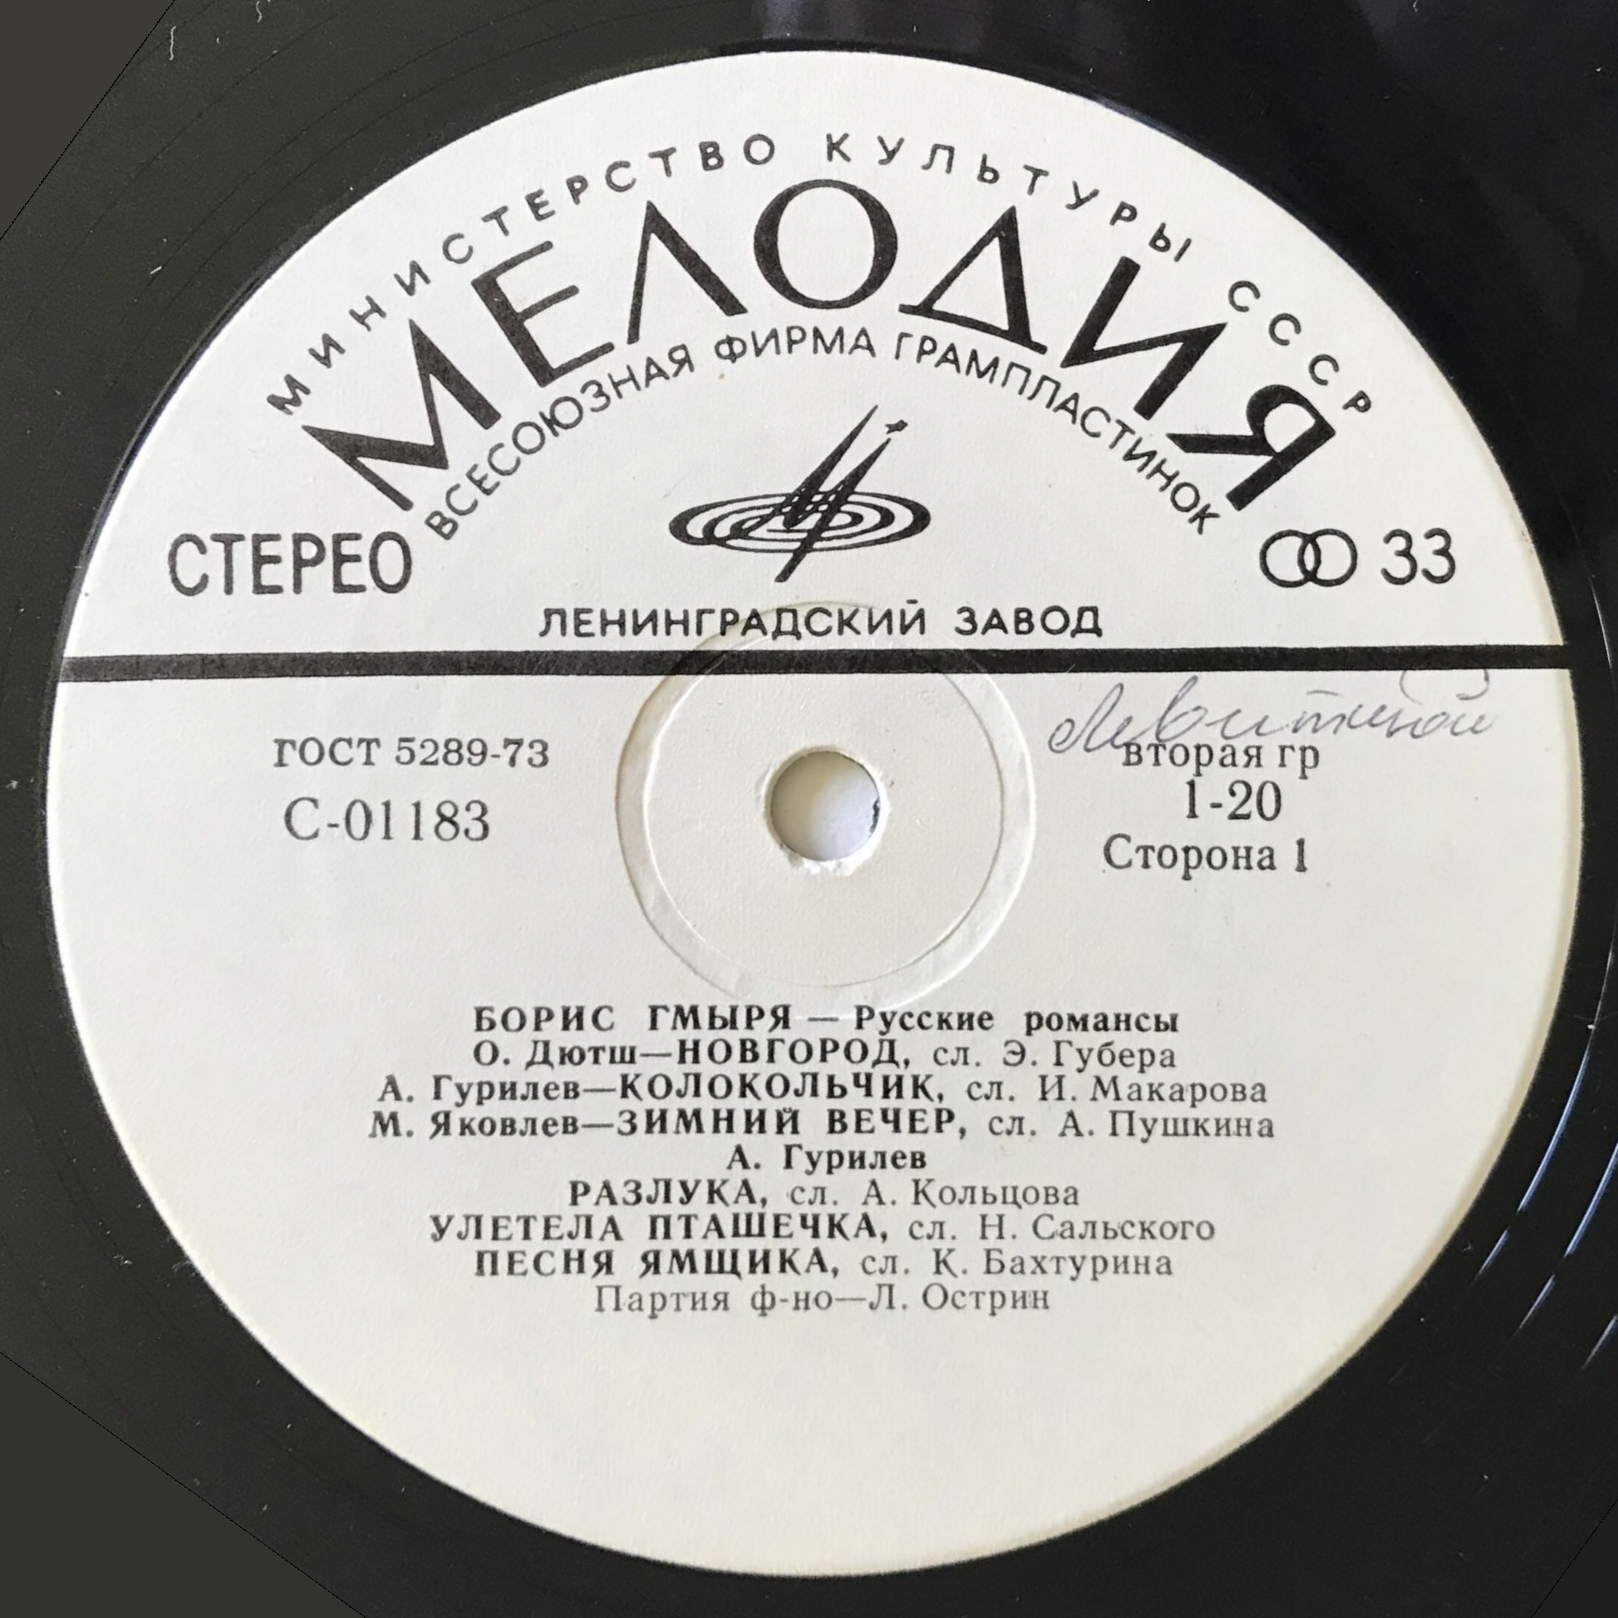 МИНИСТЕРСТВО КУЛЬТУРЫ СССР
МЕЛОДИЯ
ВСЕСОЮЗНАЯ ФИРМА ГРАМПЛАСТИНОК
СТЕРЕО
33
ЛЕНИНГРАДСКИЙ ЗАВОД
ГОСТ 5289-73
С-01183
вторая гр
1-20
Сторона 1
БОРИС ГМЫРЯ — Русские романсы
О. Дютш—НОВГОРОД, сл. Э. Губера
А. Гурилев—КОЛОКОЛЬЧИК, сл. И. Макарова
М. Яковлев—ЗИМНИЙ ВЕЧЕР, сл. А. Пушкина
А. Гурилев
РАЗЛУКА, сл. А. Кольцова
УЛЕТЕЛА ПТАШЕЧКА, сл. Н. Сальского
ПЕСНЯ ЯМЩИКА, сл. К. Бахтурина
Партия ф-но—Л. Острин